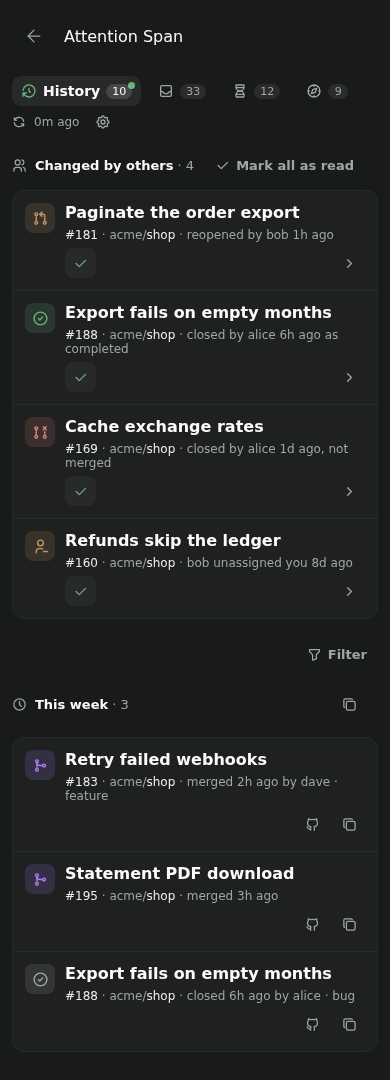 Attention Span
History 10 33 12 9
0m ago
Changed by others · 4 Mark all as read
Paginate the order export
#181 · acme/shop · reopened by bob 1h ago
Export fails on empty months
#188 · acme/shop · closed by alice 6h ago as
completed
Cache exchange rates
#169 · acme/shop · closed by alice 1d ago, not
merged
Refunds skip the ledger
#160 · acme/shop · bob unassigned you 8d ago
Filter
This week · 3
Retry failed webhooks
#183 · acme/shop · merged 2h ago by dave ·
feature
Statement PDF download
#195 · acme/shop · merged 3h ago
Export fails on empty months
#188 · acme/shop · closed 6h ago by alice · bug